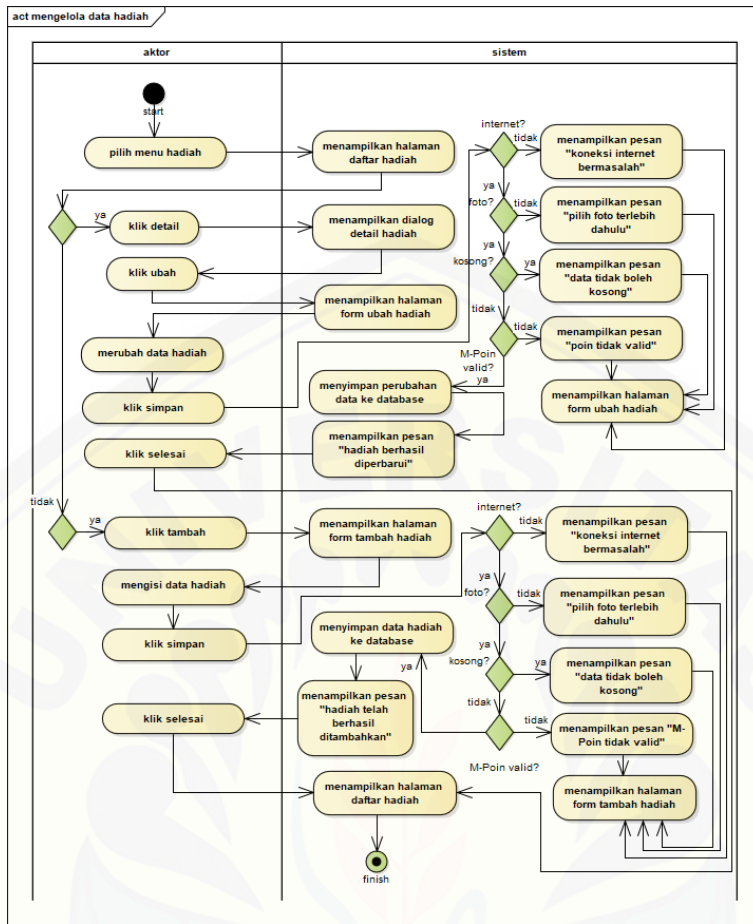 act mengelola data hadiah
aktor
sistem
start
pilih menu hadiah
menampilkan halaman
daftar hadiah
internet?
tidak
menampilkan pesan
"koneksi internet
bermasalah"
ya
ya
klik detail
menampilkan dialog
detail hadiah
foto?
tidak
menampilkan pesan
"pilih foto terlebih
dahulu"
ya
klik ubah
kosong?
ya
menampilkan pesan
"data tidak boleh
kosong"
menampilkan halaman
form ubah hadiah
tidak
tidak
menampilkan pesan
"poin tidak valid"
merubah data hadiah
M-Poin
valid?
ya
klik simpan
menyimpan perubahan
data ke database
menampilkan halaman
form ubah hadiah
klik selesai
menampilkan pesan
"hadiah berhasil
diperbarui"
tidak
ya
klik tambah
menampilkan halaman
form tambah hadiah
internet?
tidak
menampilkan pesan
"koneksi internet
bermasalah"
ya
mengisi data hadiah
foto?
tidak
menampilkan pesan
"pilih foto terlebih
dahulu"
klik simpan
menyimpan data hadiah
ke database
ya
ya
kosong?
ya
menampilkan pesan
"data tidak boleh
kosong"
tidak
klik selesai
menampilkan pesan
"hadiah telah
berhasil
ditambahkan"
tidak
menampilkan pesan "M-
Poin tidak valid"
M-Poin valid?
menampilkan halaman
daftar hadiah
menampilkan halaman
form tambah hadiah
finish
UNIVERSITAS